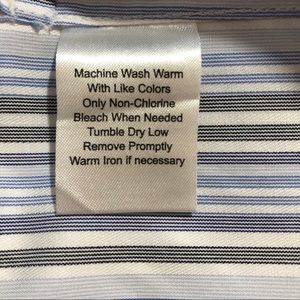 Machine Wash Warm
With Like Colors
Only Non-Chlorine
Bleach When Needed
Tumble Dry Low
Remove Promptly
Warm Iron if necessary